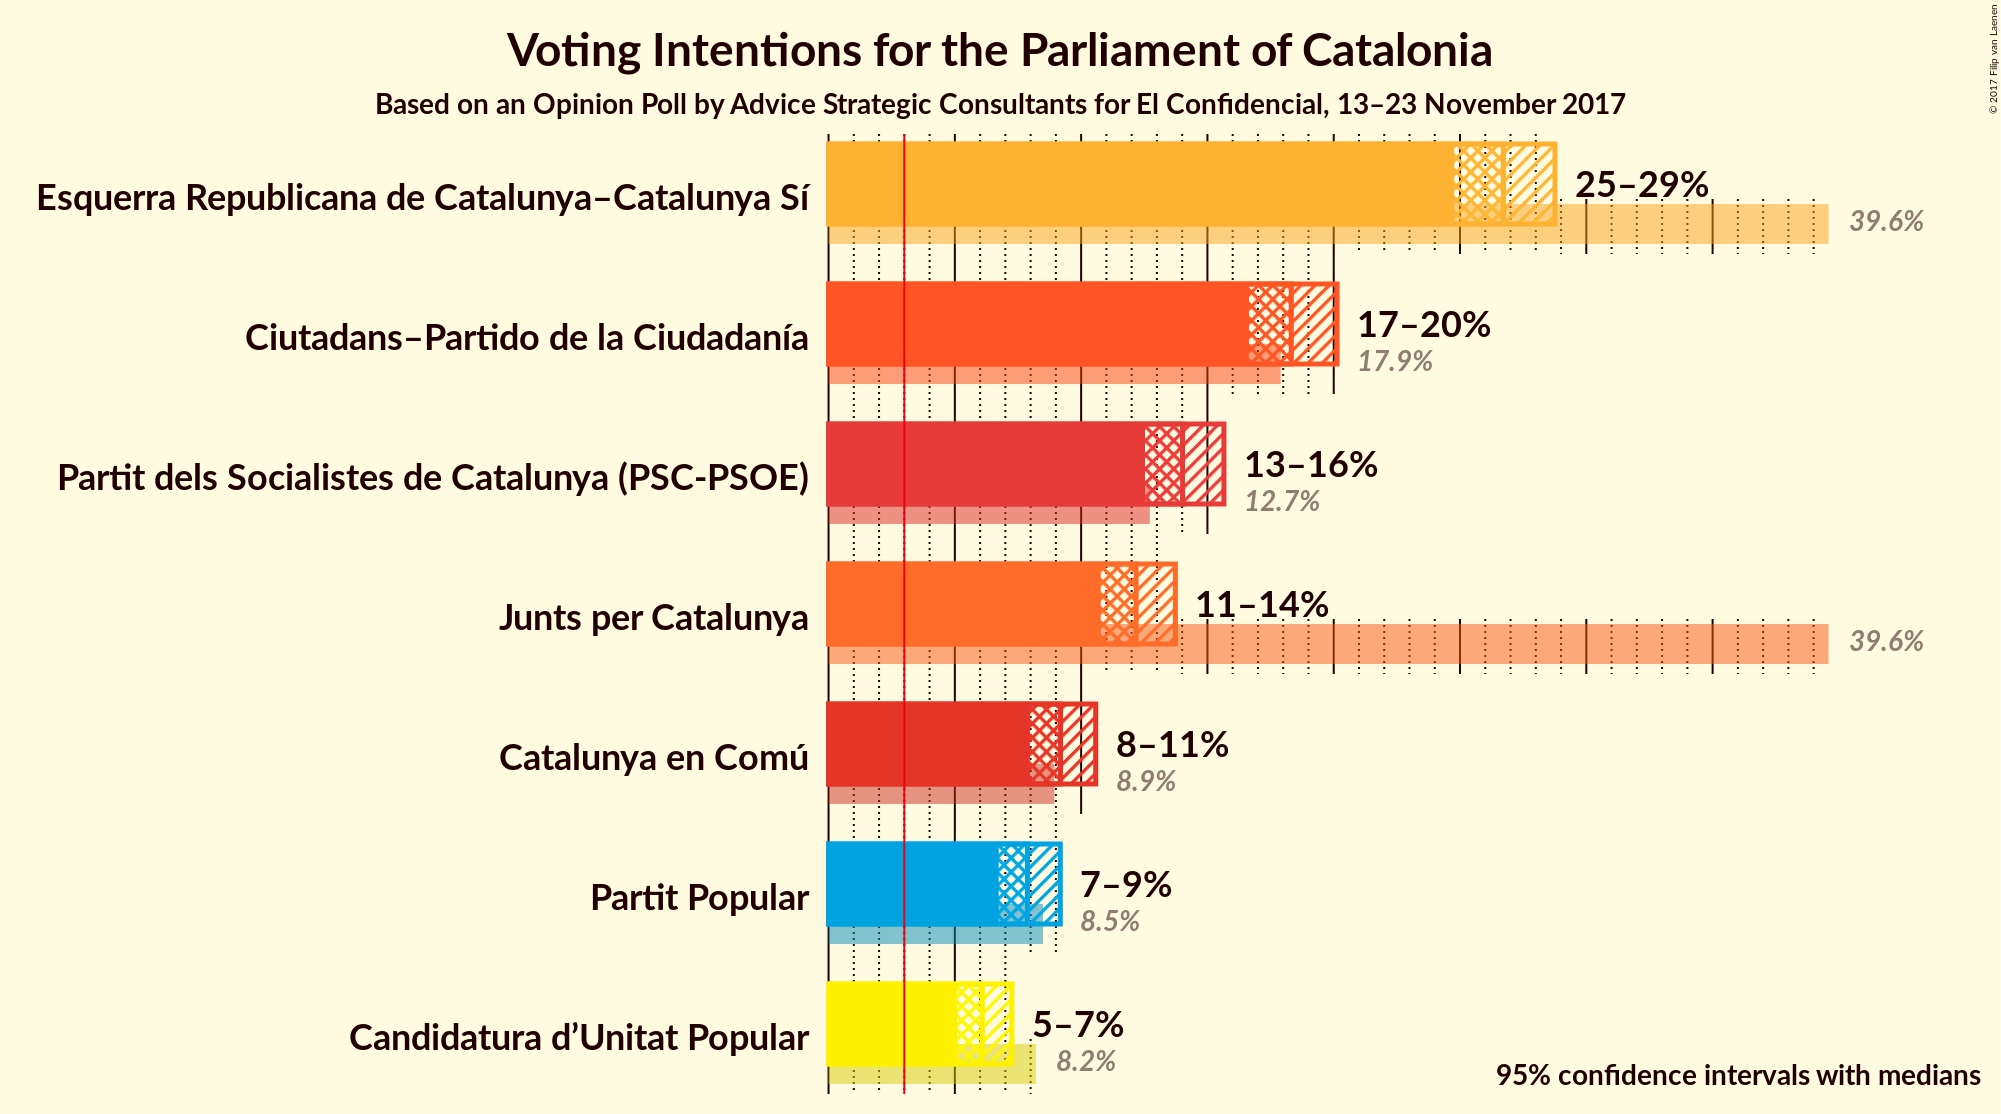 Voting Intentions for the Parliament of Catalonia
Based on an Opinion Poll by Advice Strategic Consultants for El Confidencial, 13–23 November 2017
© 2017 Filip van Laenen
Esquerra Republicana de Catalunya–Catalunya Sí
25–29%
39.6%
Ciutadans–Partido de la Ciudadanía
17–20%
17.9%
Partit dels Socialistes de Catalunya (PSC-PSOE)
13–16%
12.7%
Junts per Catalunya
11–14%
39.6%
Catalunya en Comú
8–11%
8.9%
Partit Popular
7–9%
8.5%
Candidatura d’Unitat Popular
5–7%
8.2%
95% confidence intervals with medians